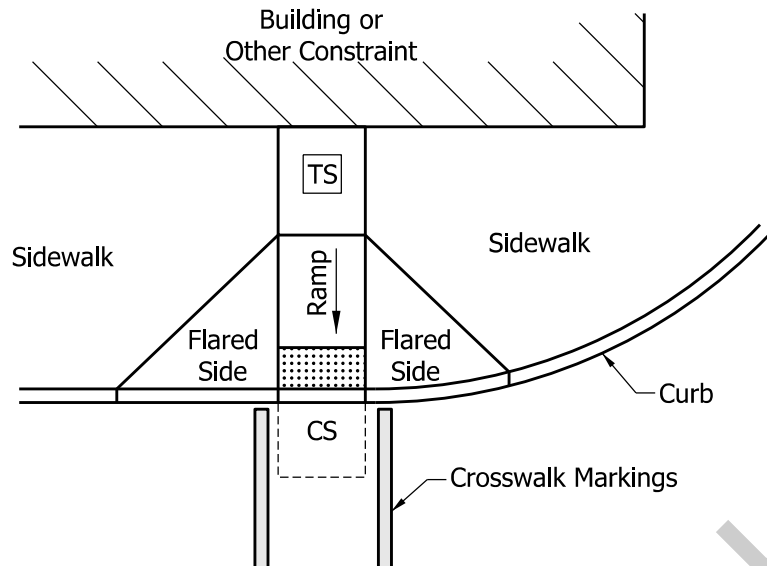 Building or
Other Constraint
TS
Sidewalk
Sidewalk
Ramp
Flared
Side
Flared
Side
Curb
CS
Crosswalk Markings